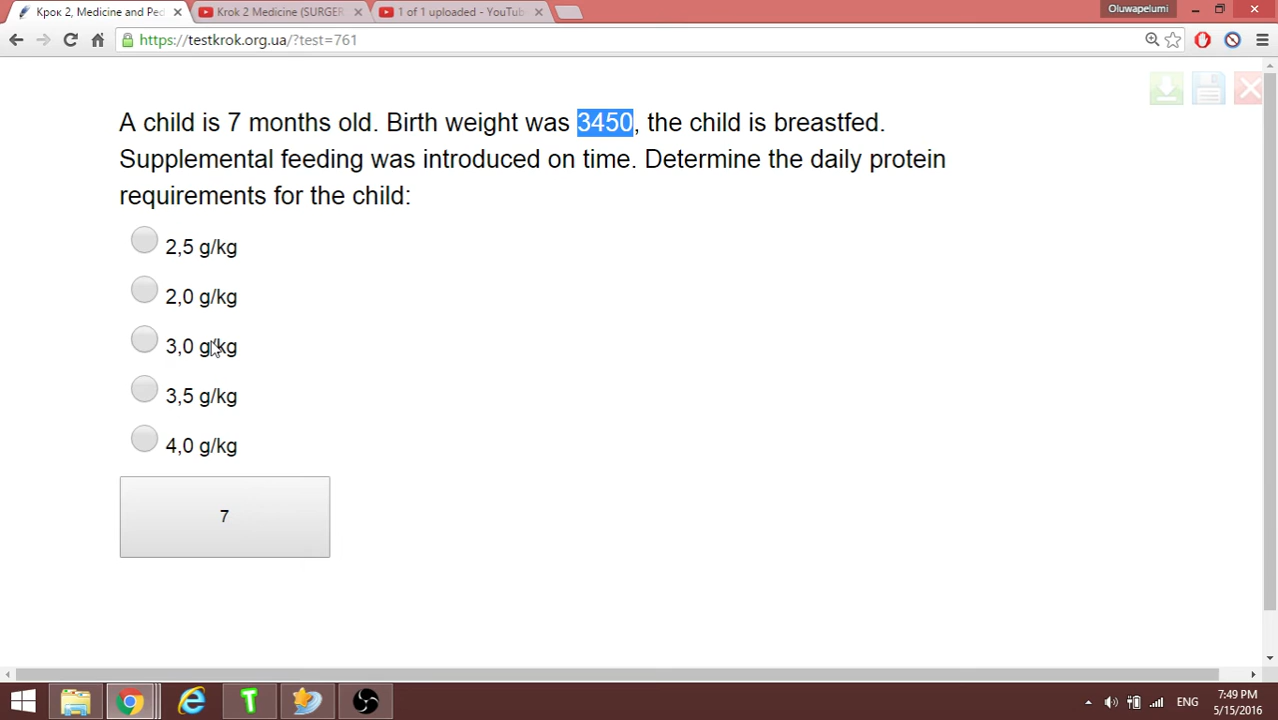 Крок 2, Medicine and Ped
Krok 2 Medicine (SURGER
1 of 1 uploaded - YouTub
Oluwapelumi
https://testkrok.org.ua/?test=761
A child is 7 months old. Birth weight was 3450, the child is breastfed.
Supplemental feeding was introduced on time. Determine the daily protein
requirements for the child:
2,5 g/kg
2,0 g/kg
3,0 g/kg
3,5 g/kg
4,0 g/kg
7
ENG
7:49 PM
5/15/2016